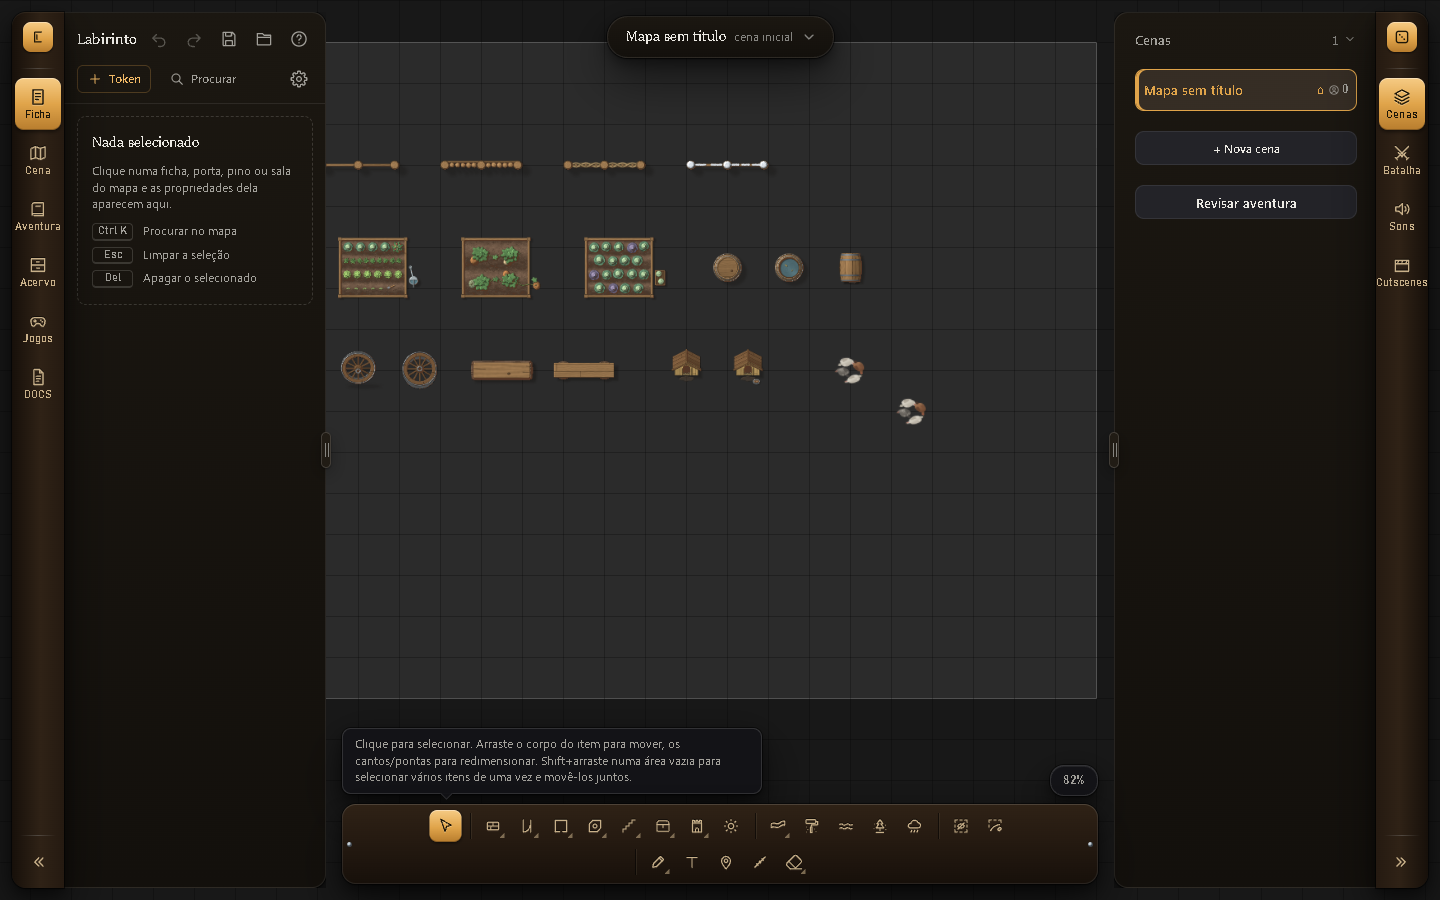 Labirinto
Token
Procurar
Nada selecionado
Clique numa ficha, porta, pino ou sala
do mapa e as propriedades dela
aparecem aqui.
Ctrl K Procurar no mapa
Esc Limpar a seleção
Del Apagar o selecionado
Ficha
Cena
Aventura
Acervo
Jogos
DOCS
Mapa sem título cena inicial
Clique para selecionar. Arraste o corpo do item para mover, os
cantos/pontas para redimensionar. Shift+arraste numa área vazia para
selecionar vários itens de uma vez e movê-los juntos.
82%
Cenas 1
Mapa sem título 0
+ Nova cena
Revisar aventura
Cenas
Batalha
Sons
Cutscenes